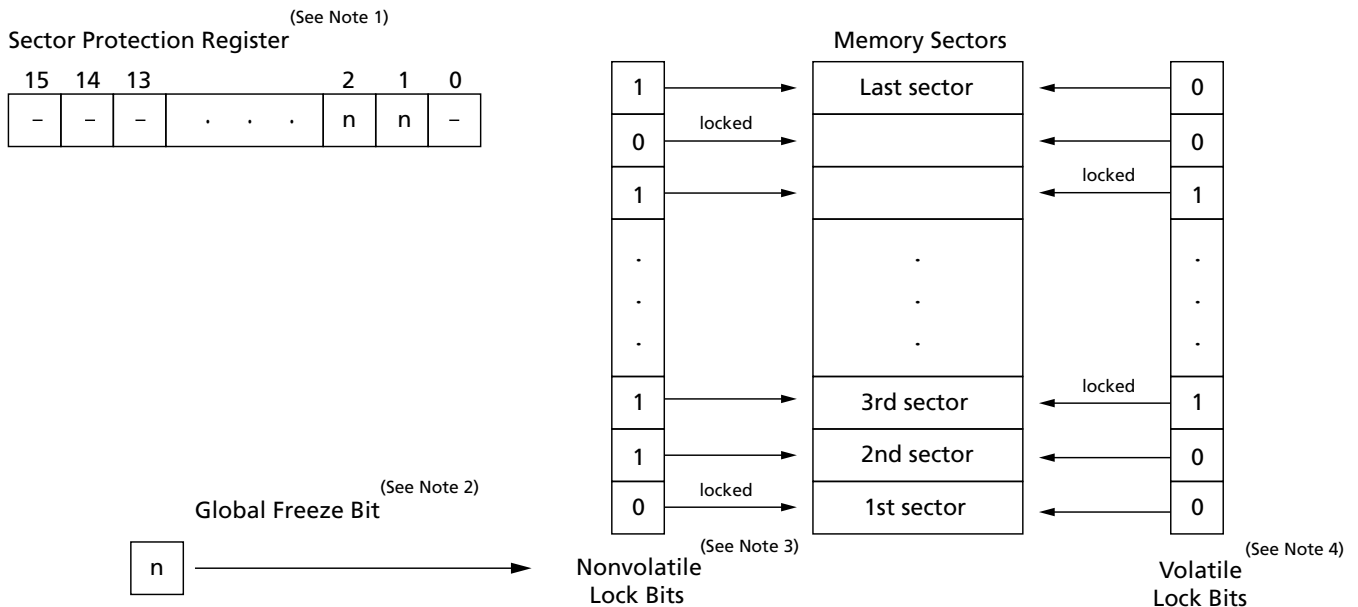 (See Note 1)
Sector Protection Register
15 14 13 2 1 0
– – – . . . n n –
Memory Sectors
1 Last sector 0
0 locked 0
1 locked 1
. . .
. . .
. . .
1 3rd sector locked 1
1 2nd sector 0
0 locked 1st sector 0
(See Note 2)
Global Freeze Bit
n
(See Note 3)
Nonvolatile
Lock Bits
(See Note 4)
Volatile
Lock Bits